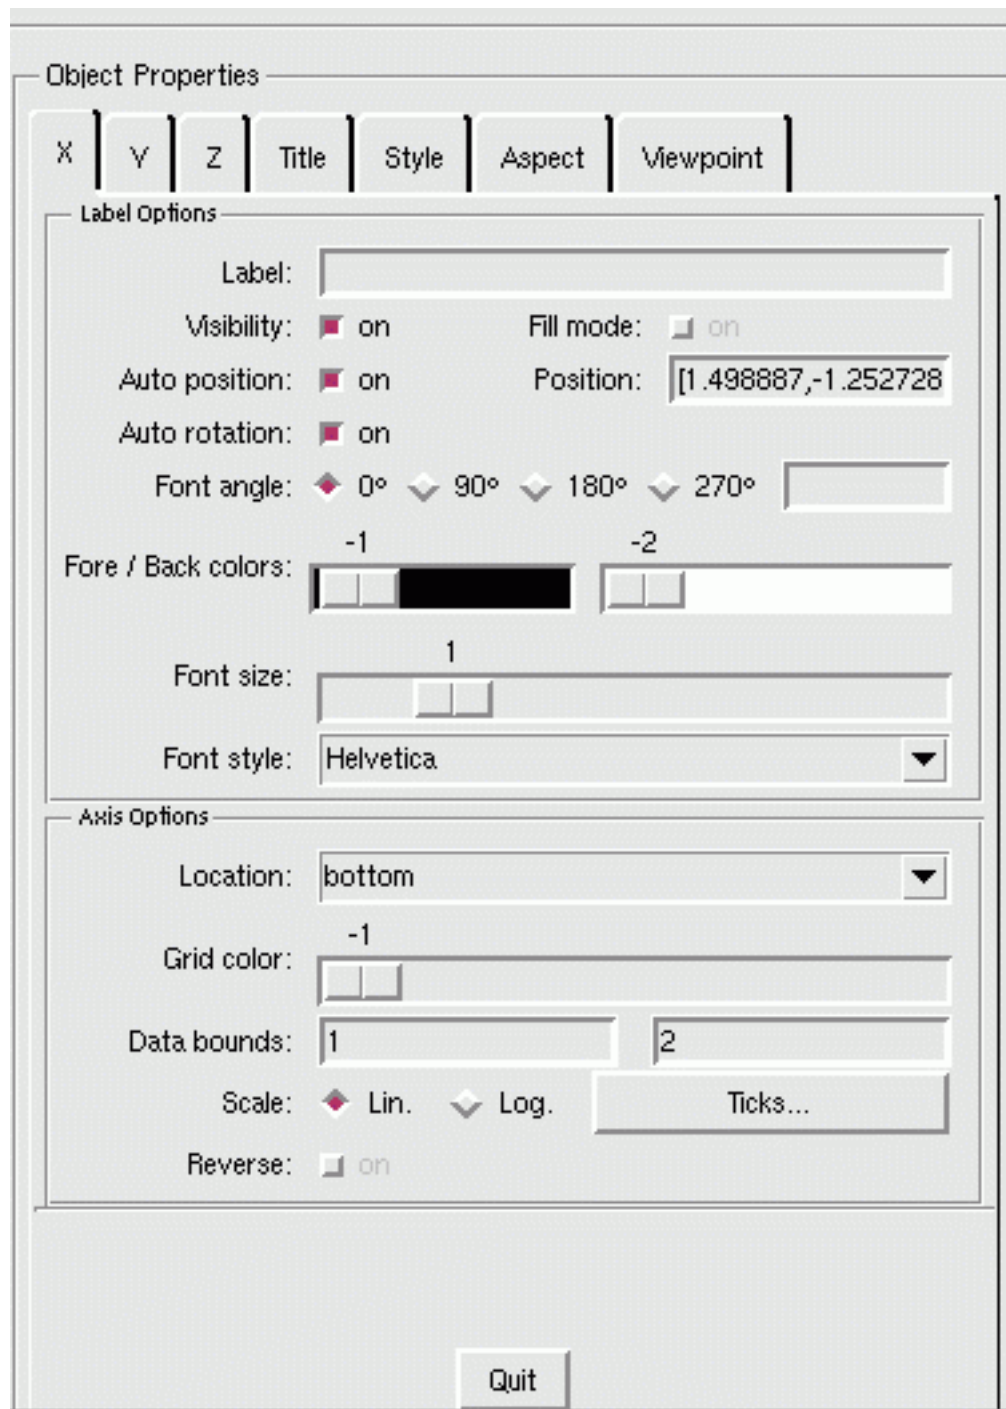 Object Properties
X Y Z Title Style Aspect Viewpoint
Label Options
Label:
Visibility: on Fill mode: on
Auto position: on Position: [1.498887,-1.252728
Auto rotation: on
Font angle: 0° 90° 180° 270°
-1 -2
Fore / Back colors:
1
Font size:
Font style: Helvetica
Axis Options
Location: bottom
-1
Grid color:
Data bounds: 1 2
Scale: Lin. Log. Ticks...
Reverse: on
Quit